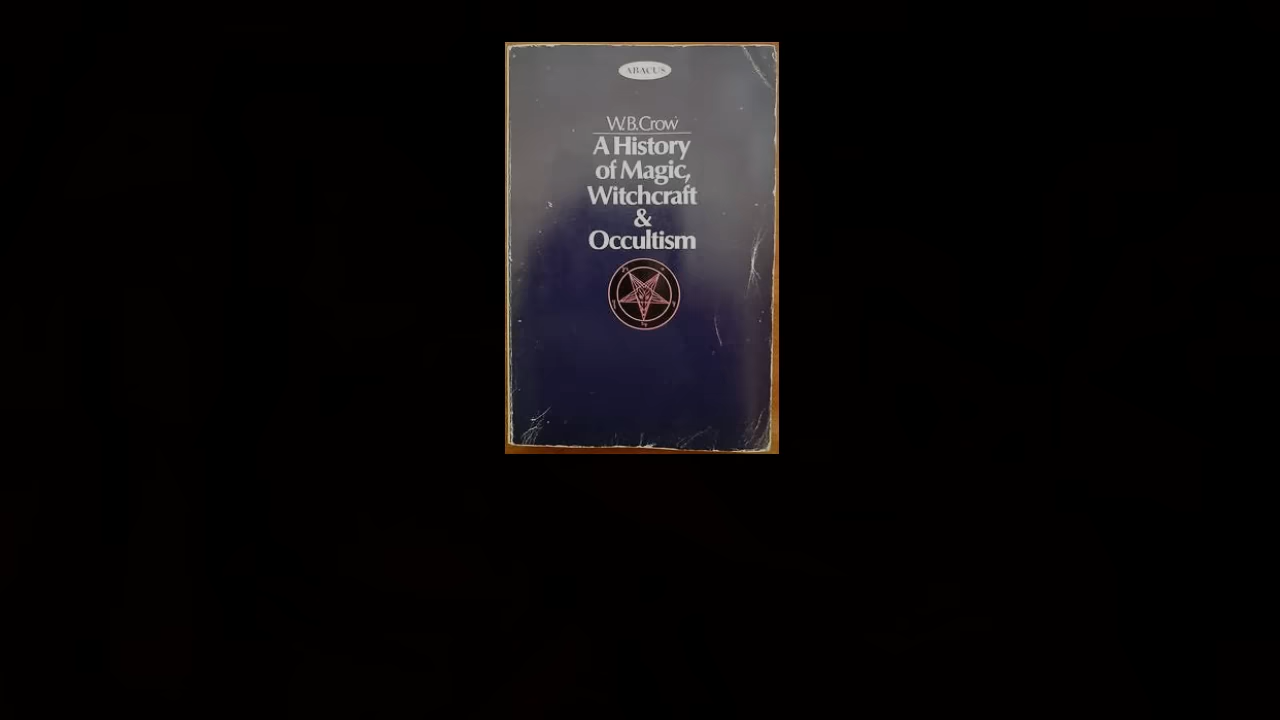 ABACUS
W.B.Crow
A History
of Magic,
Witchcraft
&
Occultism